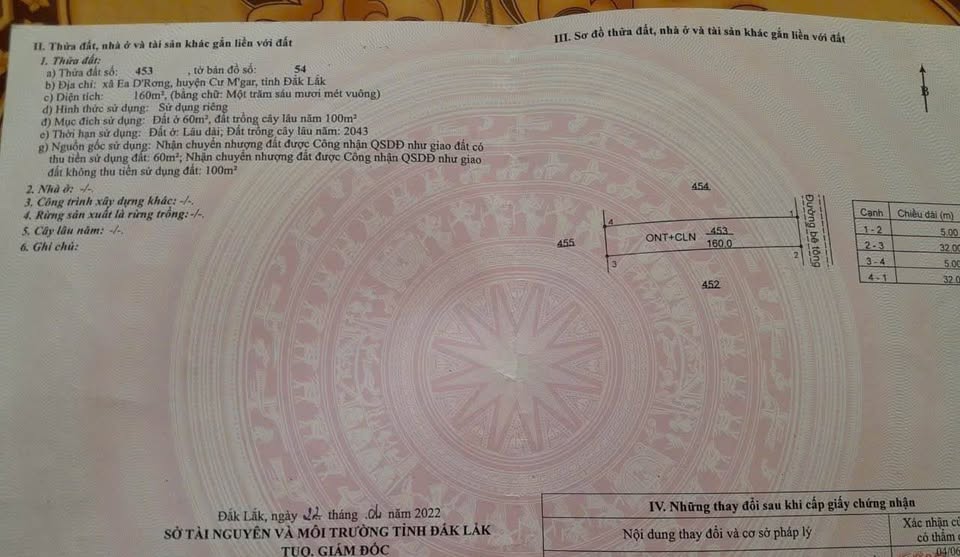 II. Thửa đất, nhà ở và tài sản khác gắn liền với đất
1. Thửa đất:
a) Thửa đất số: 453 , tờ bản đồ số: 54
b) Địa chỉ: xã Ea D'Rơng, huyện Cư M'gar, tỉnh Đắk Lắk
c) Diện tích: 160m², (bằng chữ: Một trăm sáu mươi mét vuông)
d) Hình thức sử dụng: Sử dụng riêng
đ) Mục đích sử dụng: Đất ở 60m², đất trồng cây lâu năm 100m²
e) Thời hạn sử dụng: Đất ở: Lâu dài; Đất trồng cây lâu năm: 2043
g) Nguồn gốc sử dụng: Nhận chuyển nhượng đất được Công nhận QSDĐ như giao đất có
thu tiền sử dụng đất: 60m²; Nhận chuyển nhượng đất được Công nhận QSDĐ như giao
đất không thu tiền sử dụng đất: 100m²
2. Nhà ở: -/-.
3. Công trình xây dựng khác: -/-.
4. Rừng sản xuất là rừng trồng: -/-.
5. Cây lâu năm: -/-.
6. Ghi chú:
III. Sơ đồ thửa đất, nhà ở và tài sản khác gắn liền với đất
B
454
4
1
455
ONT+CLN 453
160.0
3
2
452
Đường bê tông
Cạnh Chiều dài (m)
1 - 2 5.00
2 - 3 32.00
3 - 4 5.00
4 - 1 32.0
Đắk Lắk, ngày tháng năm 2022
SỞ TÀI NGUYÊN VÀ MÔI TRƯỜNG TỈNH ĐẮK LẮK
TUQ. GIÁM ĐỐC
IV. Những thay đổi sau khi cấp giấy chứng nhận
Nội dung thay đổi và cơ sở pháp lý
Xác nhận
có thẩm
04/06